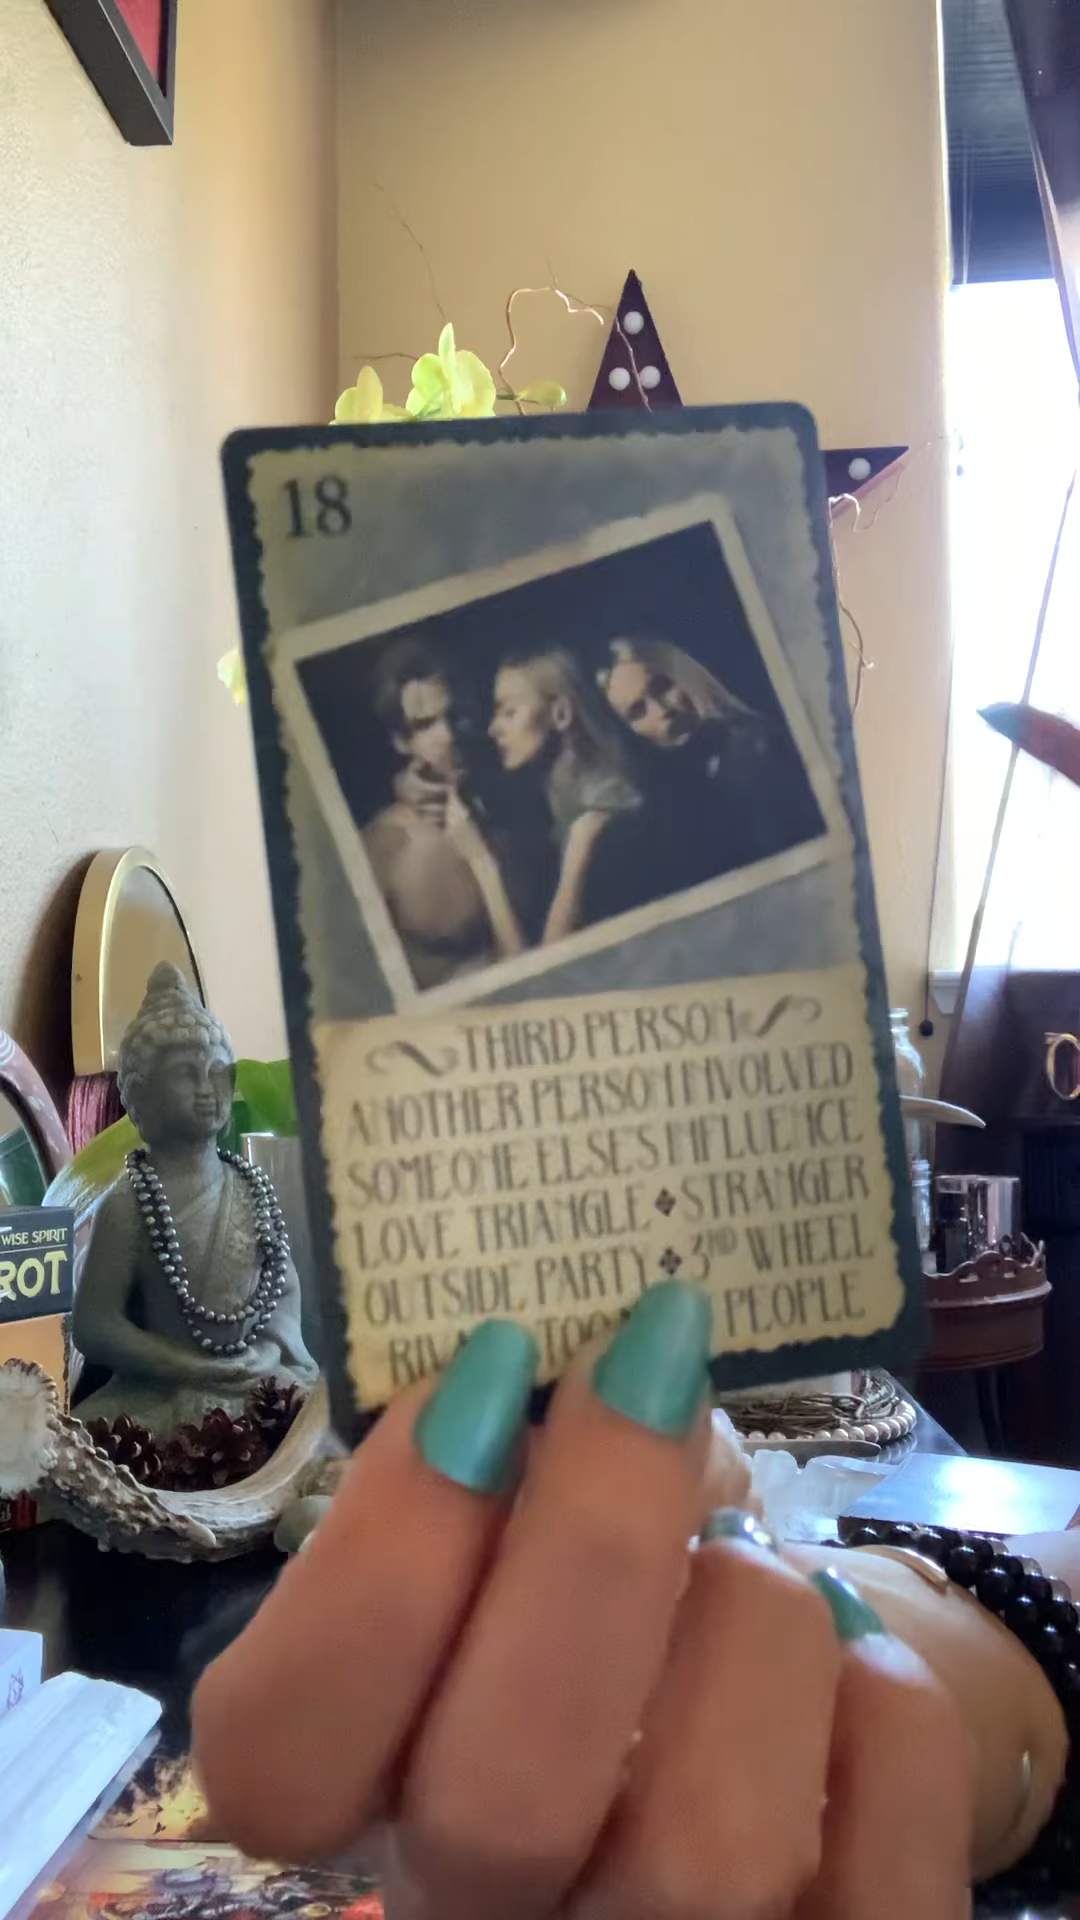 18
THIRD PERSON
ANOTHER PERSON INVOLVED
SOMEONE ELSE'S INFLUENCE
LOVE TRIANGLE ❖ STRANGER
OUTSIDE PARTY ❖ 3RD WHEEL
PEOPLE
WISE SPIRIT